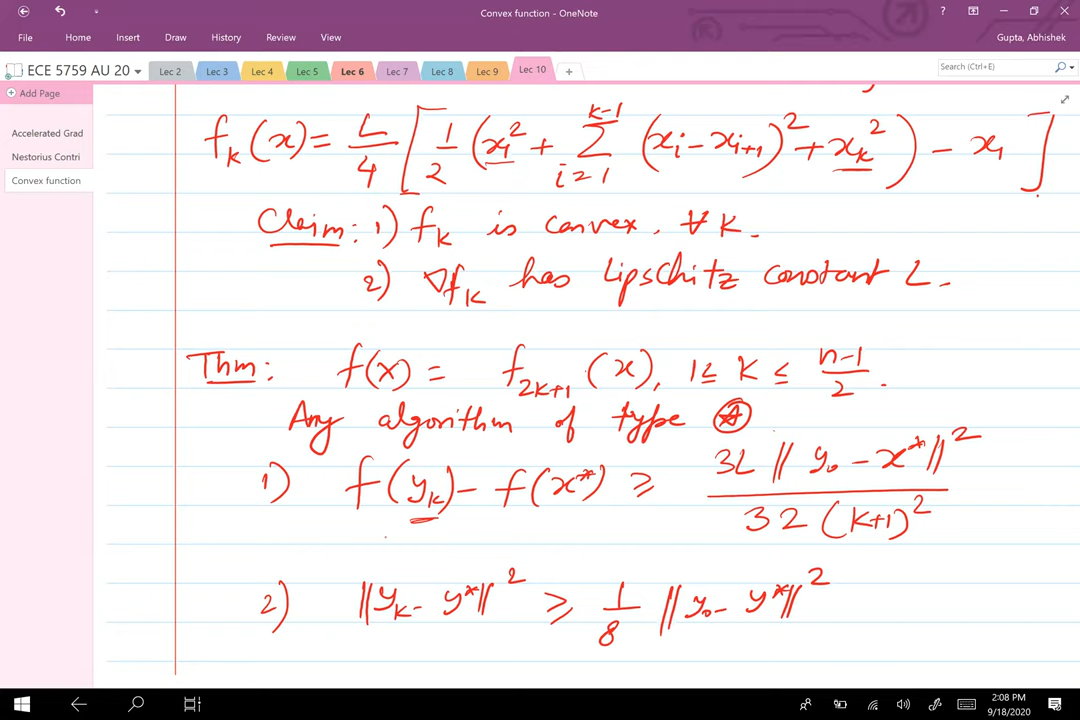 Convex function - OneNote
?
Gupta, Abhishek
File Home Insert Draw History Review View
ECE 5759 AU 20
Lec 2 Lec 3 Lec 4 Lec 5 Lec 6 Lec 7 Lec 8 Lec 9 Lec 10 +
Search (Ctrl+E)
Add Page
Accelerated Grad
Nestorius Contri
Convex function
f_k(x) = L/4 [ 1/2 (x_1^2 + ∑_{i=1}^{k-1} (x_i - x_{i+1})^2 + x_k^2) - x_1 ]
Claim: 1) f_k is convex, ∀ k.
2) ∇f_k has Lipschitz constant L.
Thm: f(x) = f_{2k+1}(x), 1 ≤ k ≤ (n-1)/2.
Any algorithm of type ⊛
1) f(y_k) - f(x*) ≥ 3L ||y_0 - x*||^2 / 32 (k+1)^2
2) ||y_k - y*||^2 ≥ 1/8 ||y_0 - y*||^2
2:08 PM
9/18/2020